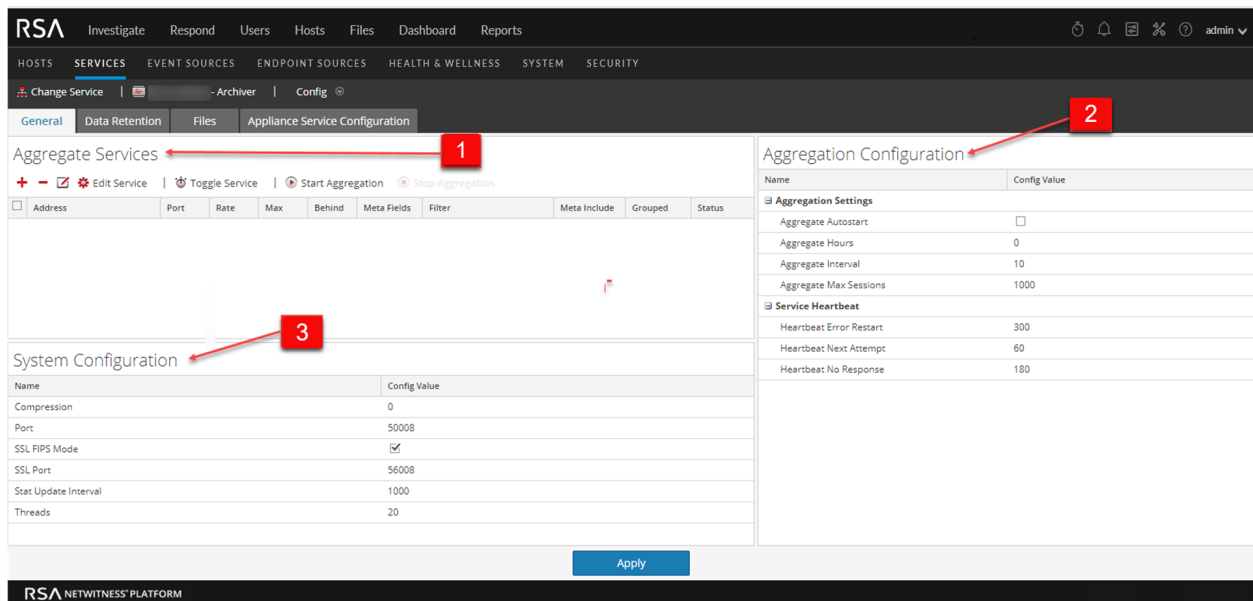 RSA Investigate Respond Users Hosts Files Dashboard Reports admin
HOSTS SERVICES EVENT SOURCES ENDPOINT SOURCES HEALTH & WELLNESS SYSTEM SECURITY
Change Service | - Archiver | Config
General Data Retention Files Appliance Service Configuration
1
2
Aggregate Services
Edit Service | Toggle Service | Start Aggregation Stop Aggregation
Address Port Rate Max Behind Meta Fields Filter Meta Include Grouped Status
Aggregation Configuration
Name Config Value
Aggregation Settings
Aggregate Autostart
Aggregate Hours 0
Aggregate Interval 10
Aggregate Max Sessions 1000
Service Heartbeat
Heartbeat Error Restart 300
Heartbeat Next Attempt 60
Heartbeat No Response 180
3
System Configuration
Name Config Value
Compression 0
Port 50008
SSL FIPS Mode
SSL Port 56008
Stat Update Interval 1000
Threads 20
Apply
RSA NETWITNESS® PLATFORM